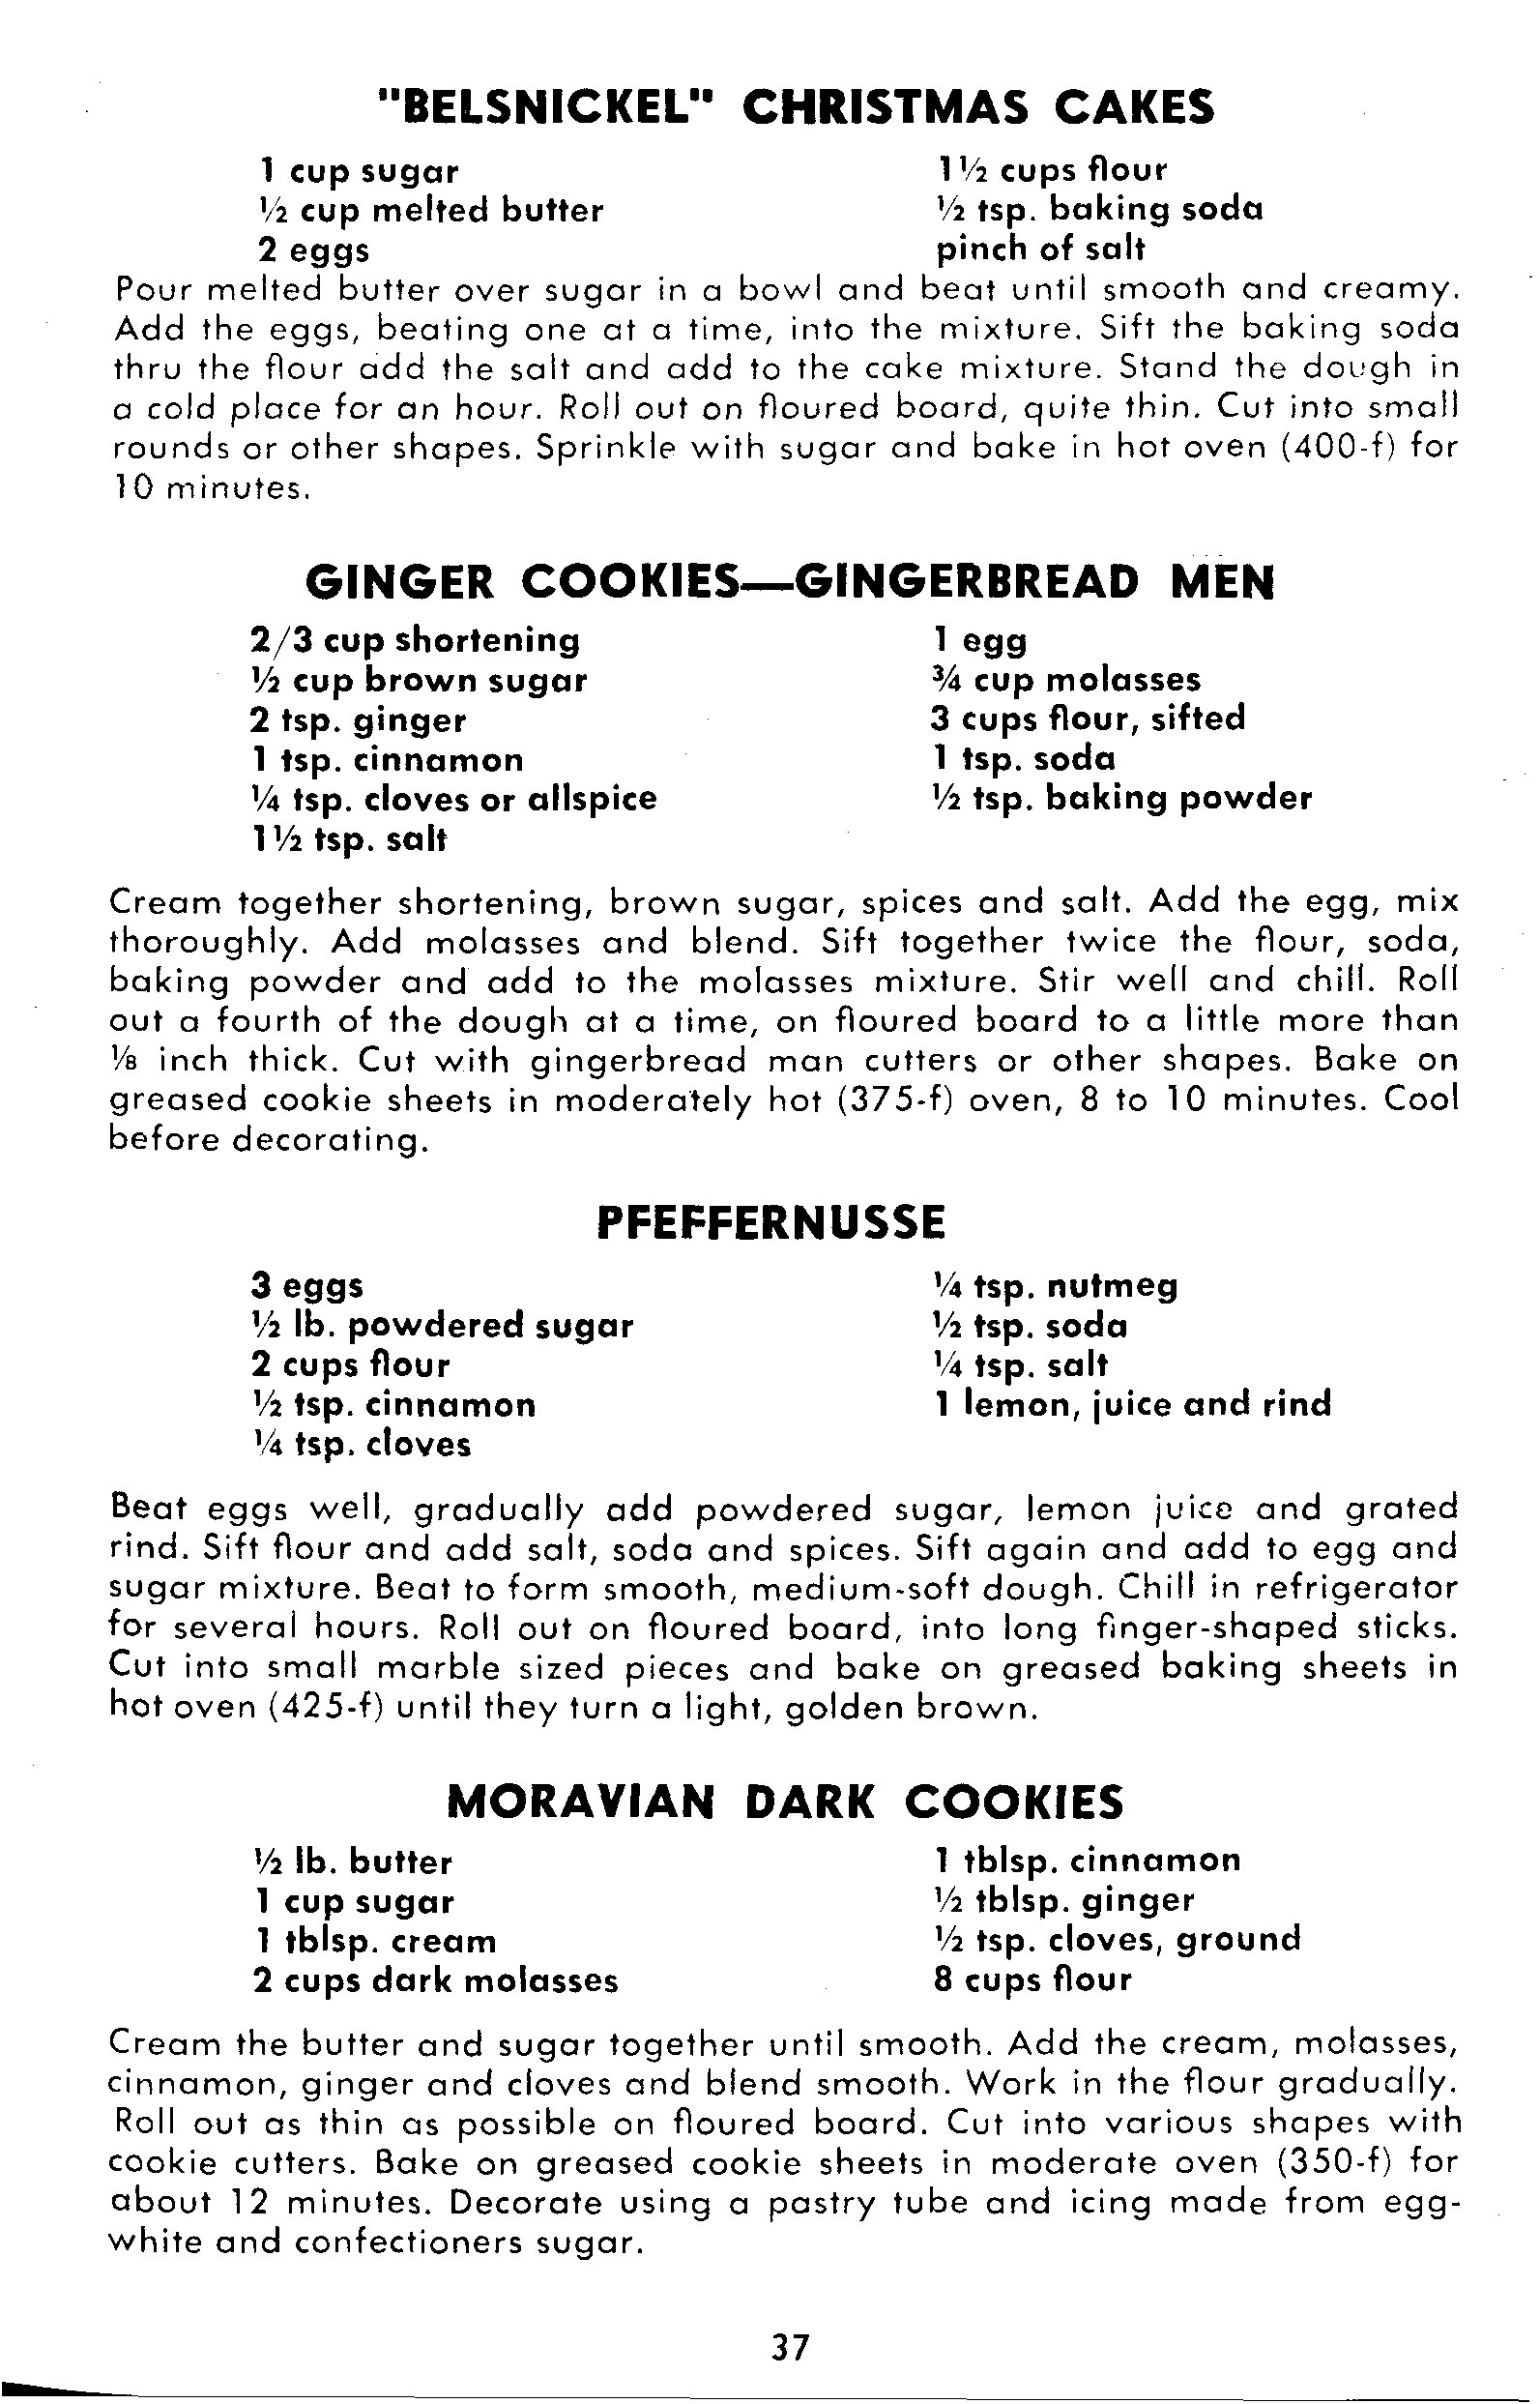 "BELSNICKEL" CHRISTMAS CAKES
1 cup sugar
½ cup melted butter
2 eggs
1½ cups flour
½ tsp. baking soda
pinch of salt
Pour melted butter over sugar in a bowl and beat until smooth and creamy.
Add the eggs, beating one at a time, into the mixture. Sift the baking soda
thru the flour add the salt and add to the cake mixture. Stand the dough in
a cold place for an hour. Roll out on floured board, quite thin. Cut into small
rounds or other shapes. Sprinkle with sugar and bake in hot oven (400-f) for
10 minutes.
GINGER COOKIES—GINGERBREAD MEN
2/3 cup shortening
½ cup brown sugar
2 tsp. ginger
1 tsp. cinnamon
¼ tsp. cloves or allspice
1½ tsp. salt
1 egg
¾ cup molasses
3 cups flour, sifted
1 tsp. soda
½ tsp. baking powder
Cream together shortening, brown sugar, spices and salt. Add the egg, mix
thoroughly. Add molasses and blend. Sift together twice the flour, soda,
baking powder and add to the molasses mixture. Stir well and chill. Roll
out a fourth of the dough at a time, on floured board to a little more than
⅛ inch thick. Cut with gingerbread man cutters or other shapes. Bake on
greased cookie sheets in moderately hot (375-f) oven, 8 to 10 minutes. Cool
before decorating.
PFEFFERNUSSE
3 eggs
½ lb. powdered sugar
2 cups flour
½ tsp. cinnamon
¼ tsp. cloves
¼ tsp. nutmeg
½ tsp. soda
¼ tsp. salt
1 lemon, juice and rind
Beat eggs well, gradually add powdered sugar, lemon juice and grated
rind. Sift flour and add salt, soda and spices. Sift again and add to egg and
sugar mixture. Beat to form smooth, medium-soft dough. Chill in refrigerator
for several hours. Roll out on floured board, into long finger-shaped sticks.
Cut into small marble sized pieces and bake on greased baking sheets in
hot oven (425-f) until they turn a light, golden brown.
MORAVIAN DARK COOKIES
½ lb. butter
1 cup sugar
1 tblsp. cream
2 cups dark molasses
1 tblsp. cinnamon
½ tblsp. ginger
½ tsp. cloves, ground
8 cups flour
Cream the butter and sugar together until smooth. Add the cream, molasses,
cinnamon, ginger and cloves and blend smooth. Work in the flour gradually.
Roll out as thin as possible on floured board. Cut into various shapes with
cookie cutters. Bake on greased cookie sheets in moderate oven (350-f) for
about 12 minutes. Decorate using a pastry tube and icing made from egg-
white and confectioners sugar.
37